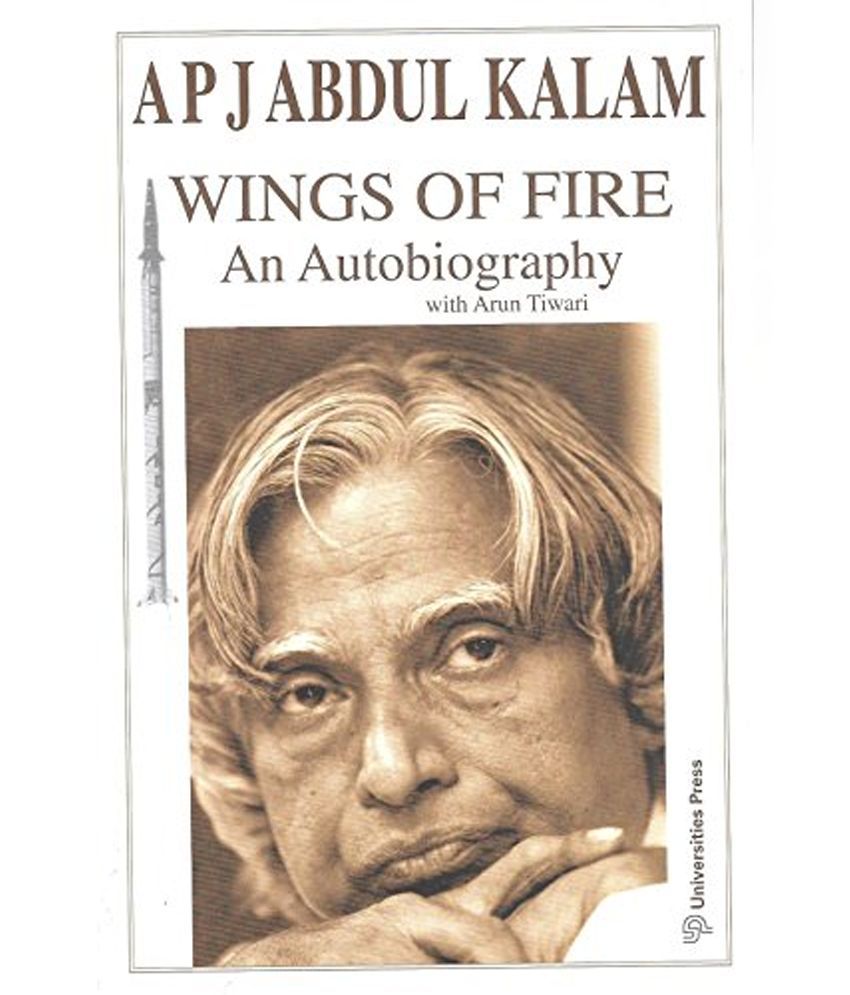 A P J ABDUL KALAM
WINGS OF FIRE
An Autobiography
with Arun Tiwari
Universities Press